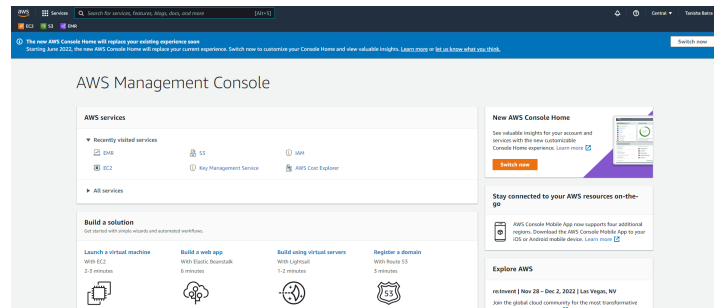 aws
Services
Search for services, features, blogs, docs, and more
[Alt+S]
Central
Tanisha Batra
EC2
S3
EMR
The new AWS Console Home will replace your existing experience soon
Starting June 2022, the new AWS Console Home will replace your current experience. Switch now to customize your Console Home and view valuable insights. Learn more or let us know what you think.
Switch now
AWS Management Console
AWS services
Recently visited services
EMR
S3
IAM
EC2
Key Management Service
AWS Cost Explorer
All services
Build a solution
Get started with simple wizards and automated workflows.
Launch a virtual machine
With EC2
2-3 minutes
Build a web app
With Elastic Beanstalk
6 minutes
Build using virtual servers
With Lightsail
1-2 minutes
Register a domain
With Route 53
3 minutes
53
New AWS Console Home
See valuable insights for your account and
services with the new customizable
Console Home experience. Learn more
Switch now
Stay connected to your AWS resources on-the-
go
AWS Console Mobile App now supports four additional
regions. Download the AWS Console Mobile App to your
iOS or Android mobile device. Learn more
Explore AWS
re:Invent | Nov 28 – Dec 2, 2022 | Las Vegas, NV
Join the global cloud community for the most transformative